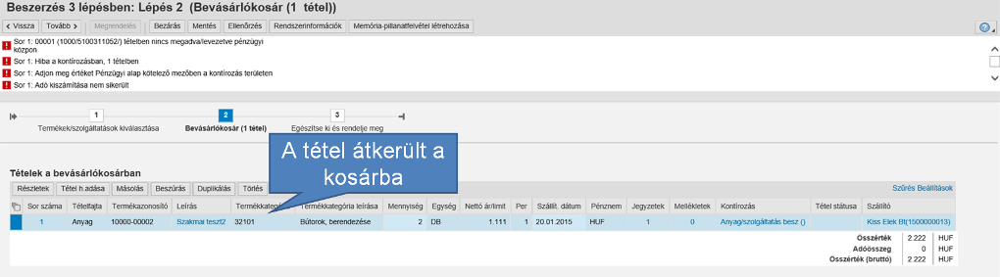 Beszerzés 3 lépésben: Lépés 2 (Bevásárlókosár (1 tétel))
Vissza Tovább Megrendelés Bezárás Mentés Ellenőrzés Rendszerinformációk Memória-pillanatfelvétel létrehozása
Sor 1: 00001 (1000/5100311052/) tételben nincs megadva/levezetve pénzügyi
közpon
Sor 1: Hiba a kontírozásban, 1 tételben
Sor 1: Adjon meg értéket Pénzügyi alap kötelező mezőben a kontírozás területen
Sor 1: Adó kiszámítása nem sikerült
1 2 3
Termékek/szolgáltatások kiválasztása Bevásárlókosár (1 tétel) Egészítse ki és rendelje meg
A tétel átkerült a
kosárba
Tételek a bevásárlókosárban
Részletek Tétel h.adása Másolás Beszúrás Duplikálás Törlés Szűrés Beállítások
Sor száma Tételfajta Termékazonosító Leírás Termékkateg Termékkategória leírása Mennyiség Egység Nettó ár/limit Per Szállít. dátum Pénznem Jegyzetek Mellékletek Kontírozás Tétel státusa Szállító
1 Anyag 10000-00002 Szakmai teszt2 32101 Bútorok, berendezése 2 DB 1.111 1 20.01.2015 HUF 1 0 Anyag/szolgáltatás besz () Kiss Elek Bt(1500000013)
Összérték 2.222 HUF
Adóösszeg 0 HUF
Összérték (bruttó) 2.222 HUF